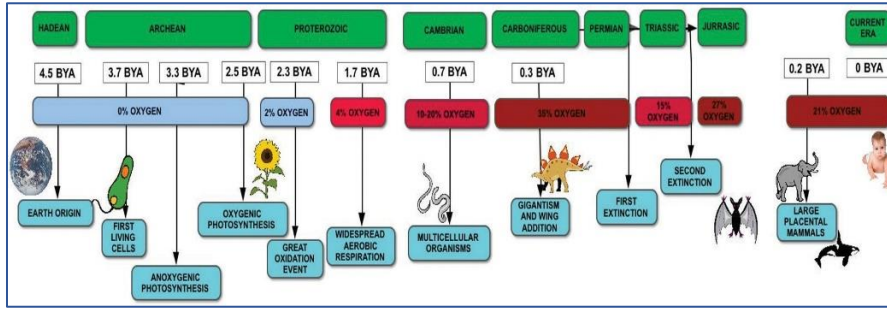 HADEAN
ARCHEAN
PROTEROZOIC
CAMBRIAN
CARBONIFEROUS
PERMIAN
TRIASSIC
JURRASIC
CURRENT
ERA
4.5 BYA
3.7 BYA
3.3 BYA
2.5 BYA
2.3 BYA
1.7 BYA
0.7 BYA
0.3 BYA
0.2 BYA
0 BYA
0% OXYGEN
2% OXYGEN
4% OXYGEN
10-20% OXYGEN
35% OXYGEN
15%
OXYGEN
27%
OXYGEN
21% OXYGEN
EARTH ORIGIN
FIRST
LIVING
CELLS
ANOXYGENIC
PHOTOSYNTHESIS
OXYGENIC
PHOTOSYNTHESIS
GREAT
OXIDATION
EVENT
WIDESPREAD
AEROBIC
RESPIRATION
MULTICELLULAR
ORGANISMS
GIGANTISM
AND WING
ADDITION
FIRST
EXTINCTION
SECOND
EXTINCTION
LARGE
PLACENTAL
MAMMALS